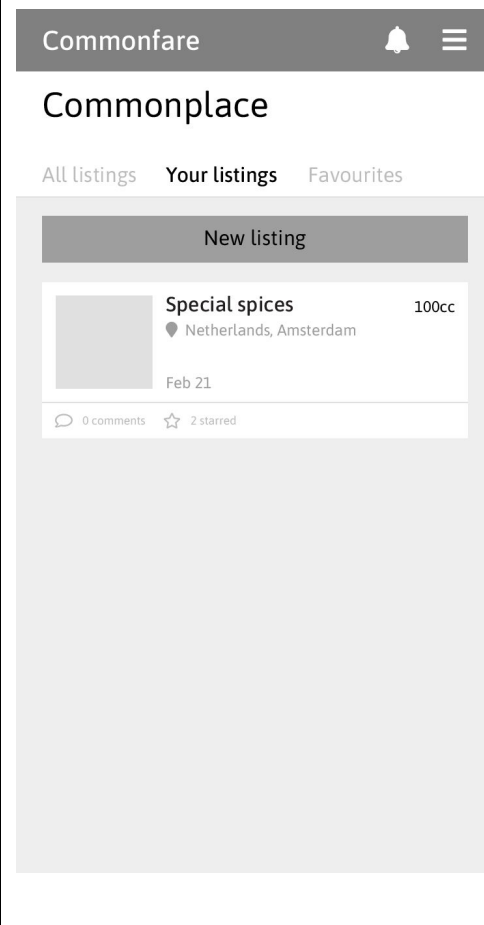 Commonfare
Commonplace
All listings Your listings Favourites
New listing
Special spices 100cc
Netherlands, Amsterdam
Feb 21
0 comments 2 starred